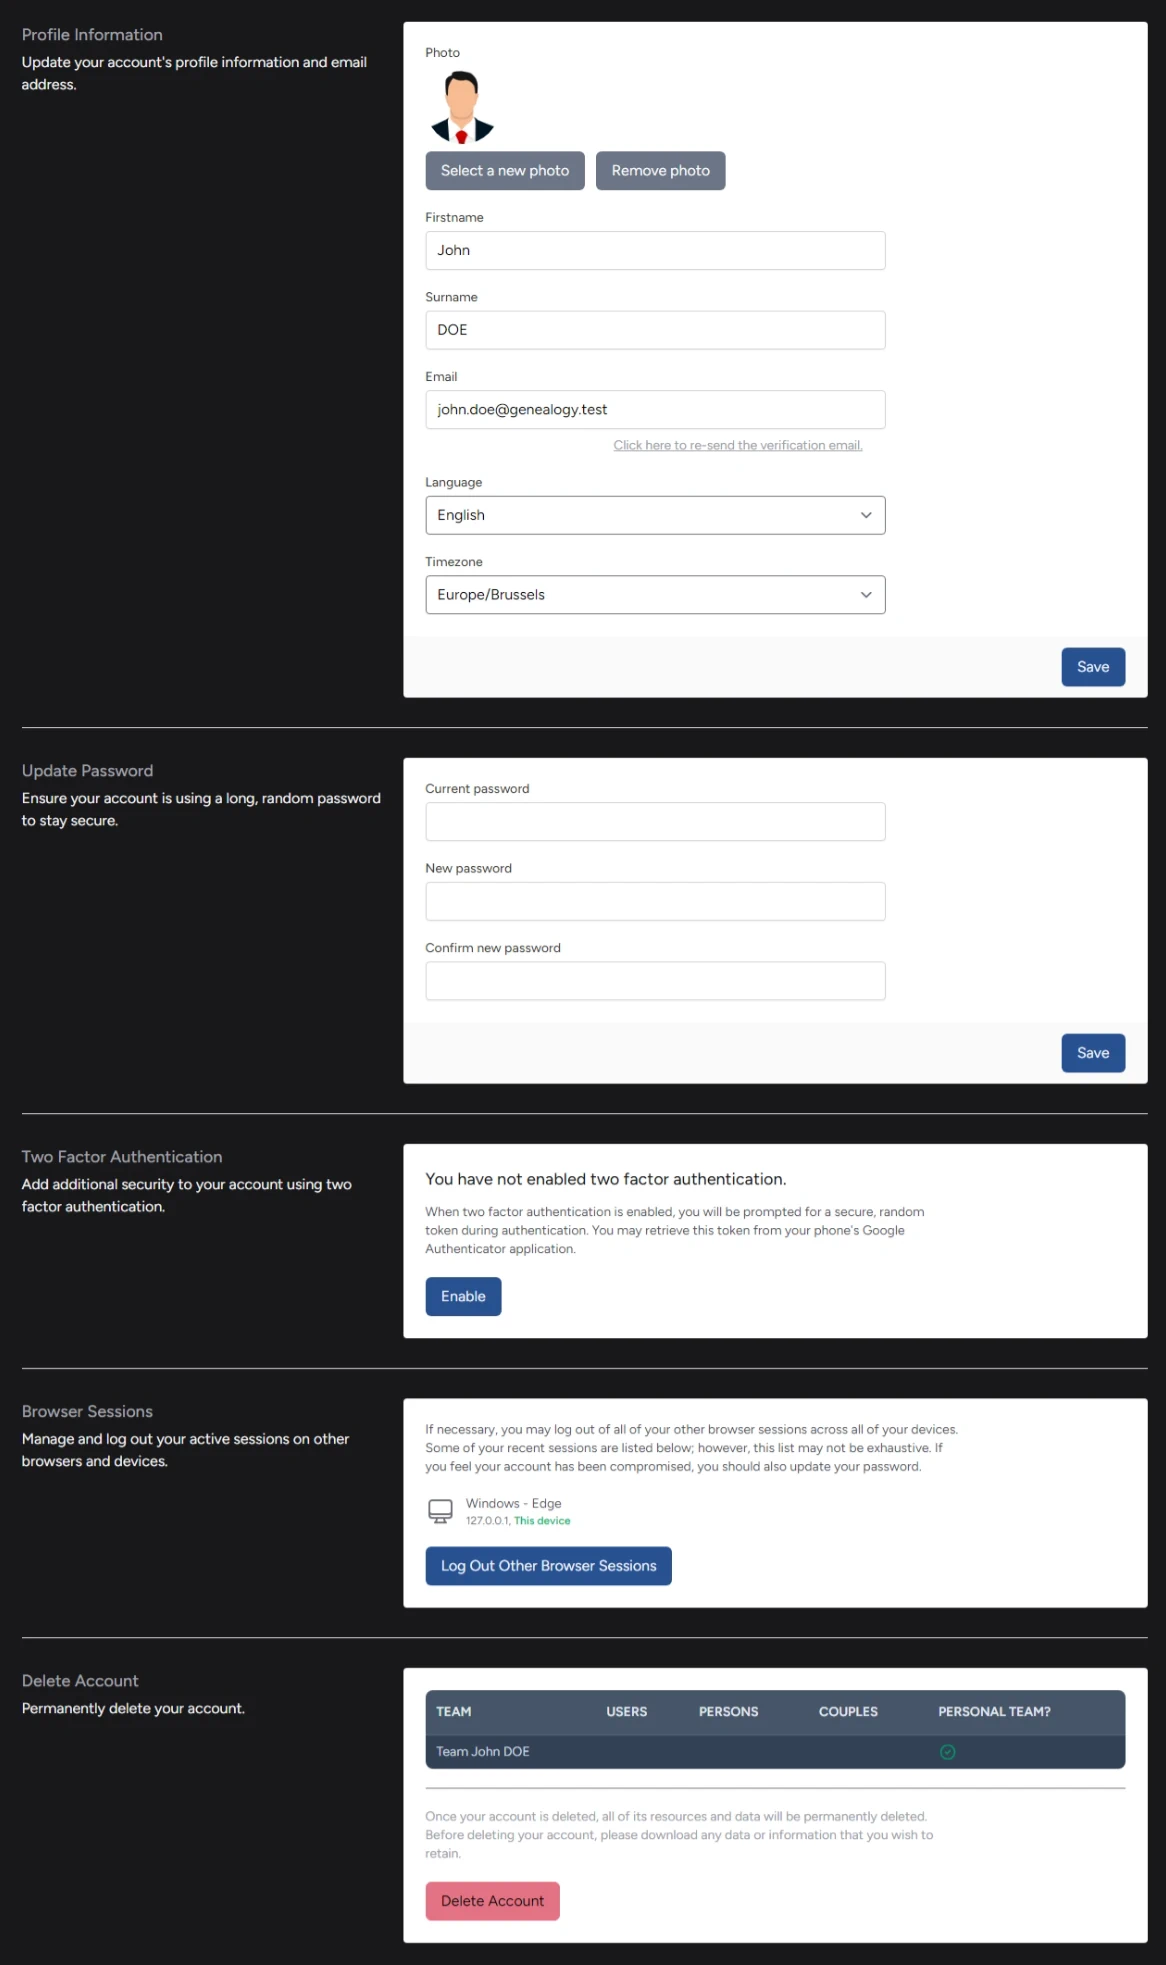 Profile Information
Update your account's profile information and email
address.
Photo
Select a new photo
Remove photo
Firstname
John
Surname
DOE
Email
john.doe@genealogy.test
Click here to re-send the verification email.
Language
English
Timezone
Europe/Brussels
Save
Update Password
Ensure your account is using a long, random password
to stay secure.
Current password
New password
Confirm new password
Save
Two Factor Authentication
Add additional security to your account using two
factor authentication.
You have not enabled two factor authentication.
When two factor authentication is enabled, you will be prompted for a secure, random
token during authentication. You may retrieve this token from your phone's Google
Authenticator application.
Enable
Browser Sessions
Manage and log out your active sessions on other
browsers and devices.
If necessary, you may log out of all of your other browser sessions across all of your devices.
Some of your recent sessions are listed below; however, this list may not be exhaustive. If
you feel your account has been compromised, you should also update your password.
Windows - Edge
127.0.0.1, This device
Log Out Other Browser Sessions
Delete Account
Permanently delete your account.
TEAM USERS PERSONS COUPLES PERSONAL TEAM?
Team John DOE
Once your account is deleted, all of its resources and data will be permanently deleted.
Before deleting your account, please download any data or information that you wish to
retain.
Delete Account